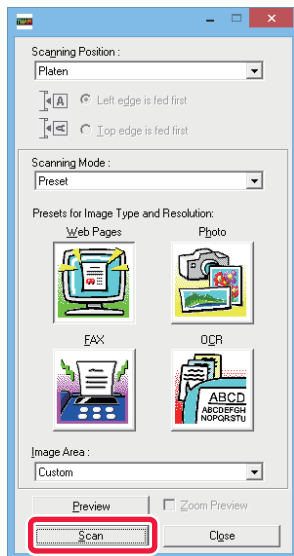 Scanning Position :
Platen
A Left edge is fed first
A Top edge is fed first
Scanning Mode :
Preset
Presets for Image Type and Resolution:
Web Pages Photo
FAX OCR
ABCD
ABCDEFGH
NOPQRSTU
Image Area :
Custom
Preview Zoom Preview
Scan Close